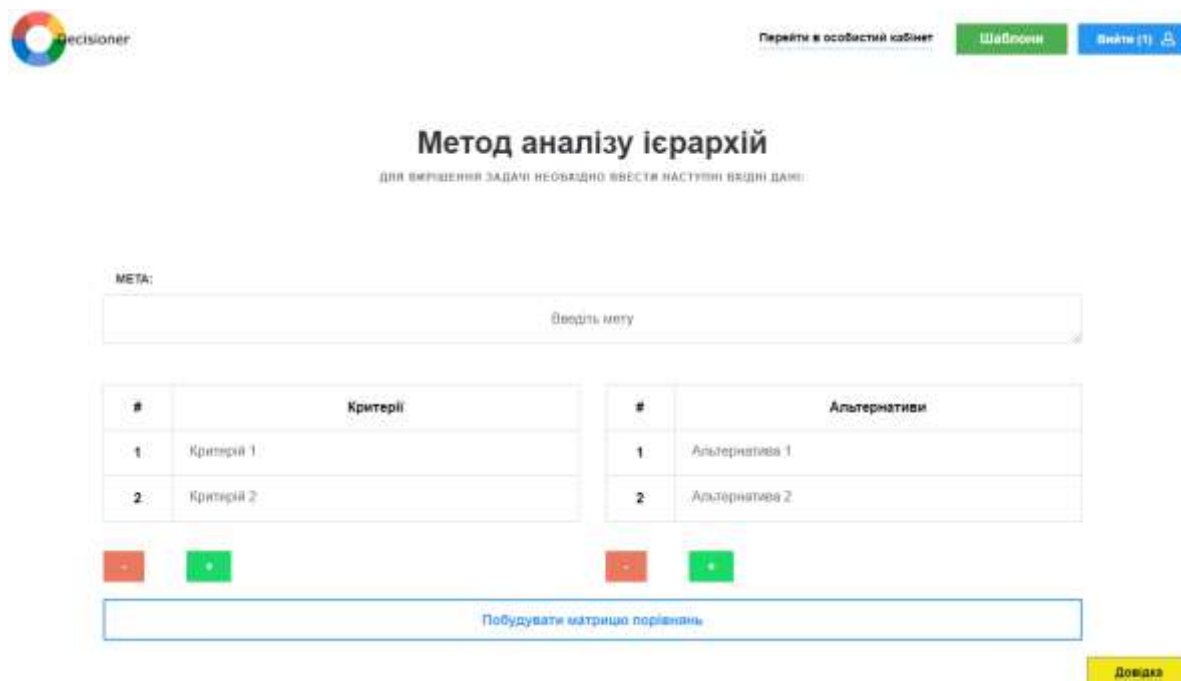 Decisioner
Перейти в особистий кабінет
Шаблони
Вийти (1)
Метод аналізу ієрархій
ДЛЯ ВИРІШЕННЯ ЗАДАЧІ НЕОБХІДНО ВВЕСТИ НАСТУПНІ ВХІДНІ ДАНІ:
МЕТА:
Введіть мету
# Критерії
1 Критерій 1
2 Критерій 2
- +
# Альтернативи
1 Альтернатива 1
2 Альтернатива 2
- +
Побудувати матрицю порівнянь
Довідка